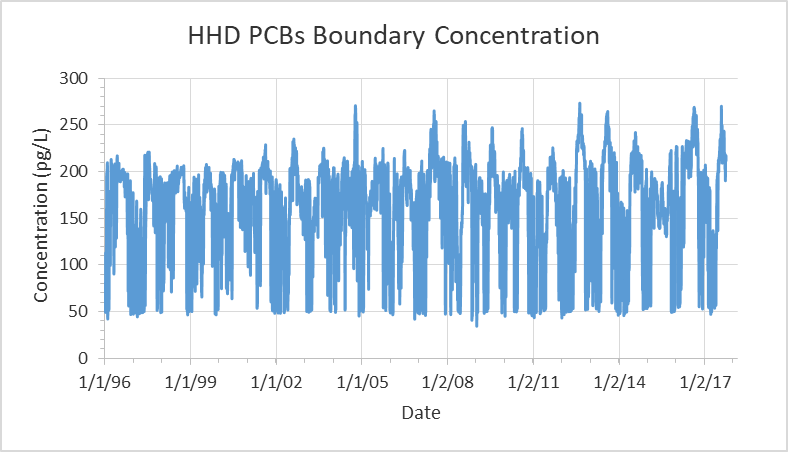 HHD PCBs Boundary Concentration
Concentration (pg/L)
300
250
200
150
100
50
0
1/1/96 1/1/99 1/1/02 1/1/05 1/2/08 1/2/11 1/2/14 1/2/17
Date